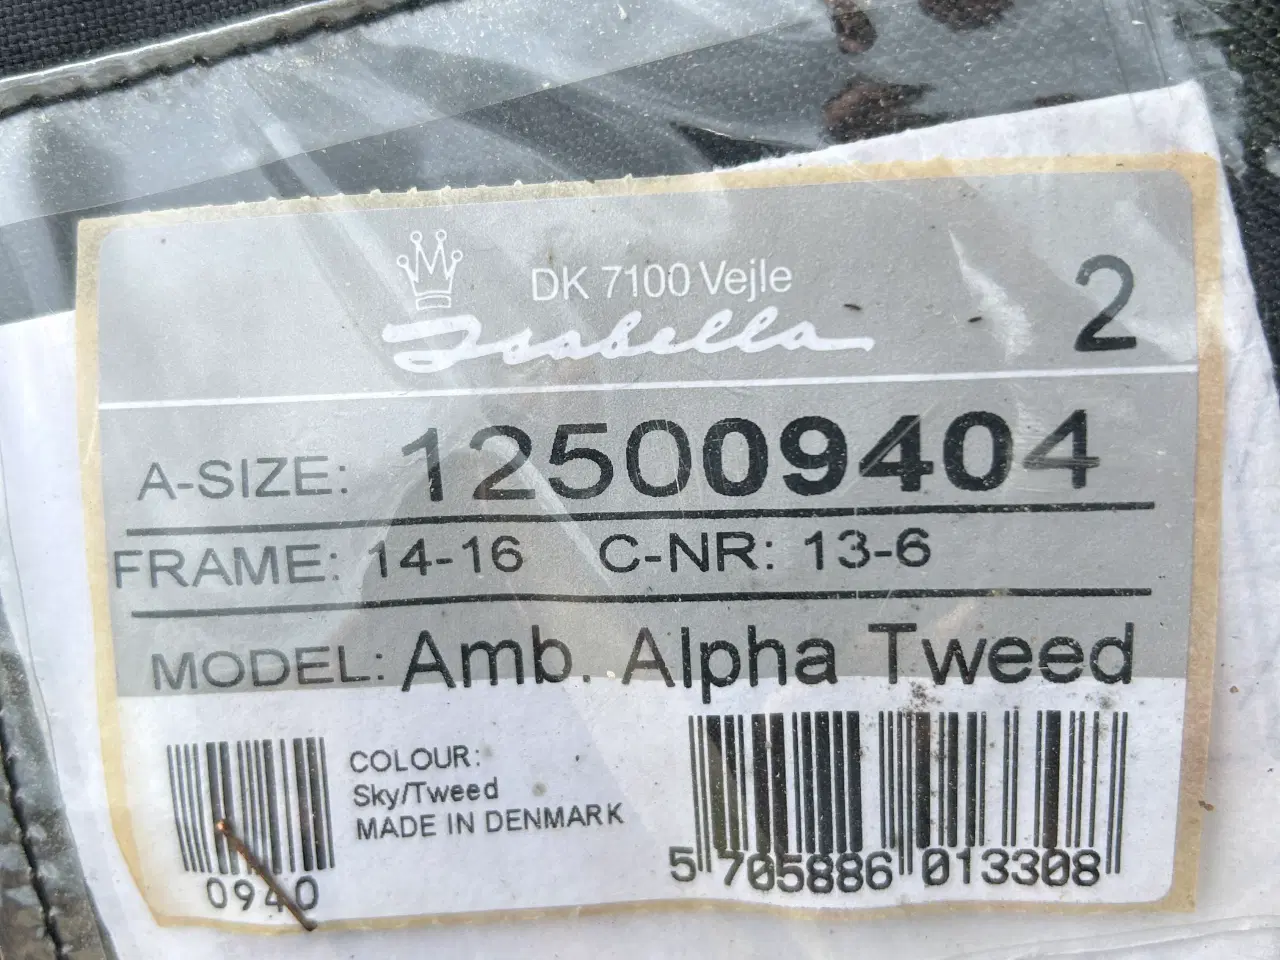 DK 7100 Vejle
Isabella
2
A-SIZE: 125009404
FRAME: 14-16 C-NR: 13-6
MODEL: Amb. Alpha Tweed
COLOUR:
Sky/Tweed
MADE IN DENMARK
0940
5 705886 013308